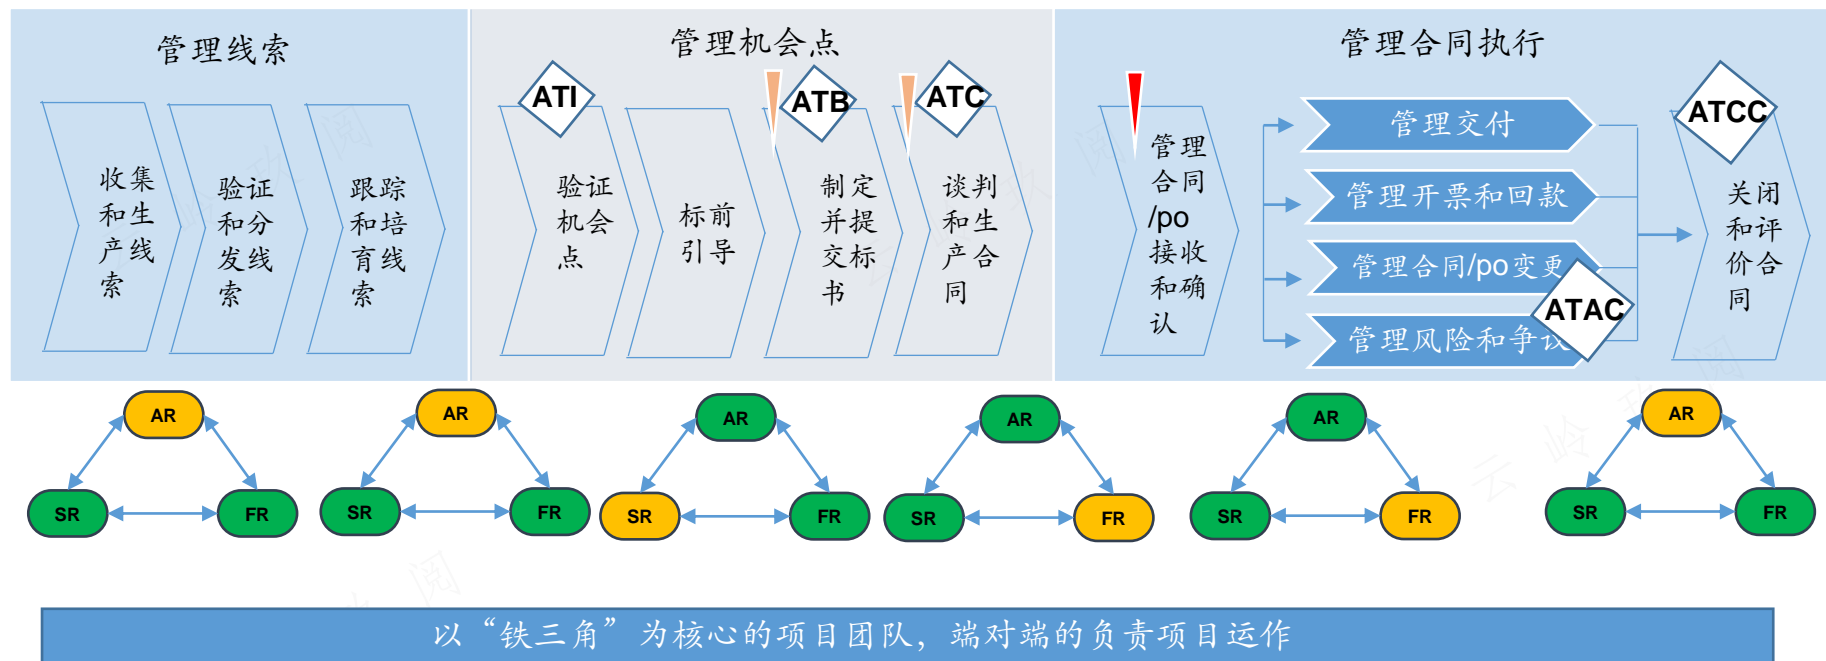 管理线索
管理机会点
管理合同执行
ATI
ATB
ATC
ATCC
收集
和生
产线
索
验证
和分
发线
索
跟踪
和培
育线
索
验证
机会
点
标前
引导
制定
并提
交标
书
谈判
和生
产合
同
管理
合同
/po
接收
和确
认
管理交付
管理开票和回款
管理合同/po变更
ATAC
管理风险和争议
关闭
和评
价合
同
AR
SR
FR
AR
SR
FR
AR
SR
FR
AR
SR
FR
AR
SR
FR
AR
SR
FR
以“铁三角”为核心的项目团队，端对端的负责项目运作